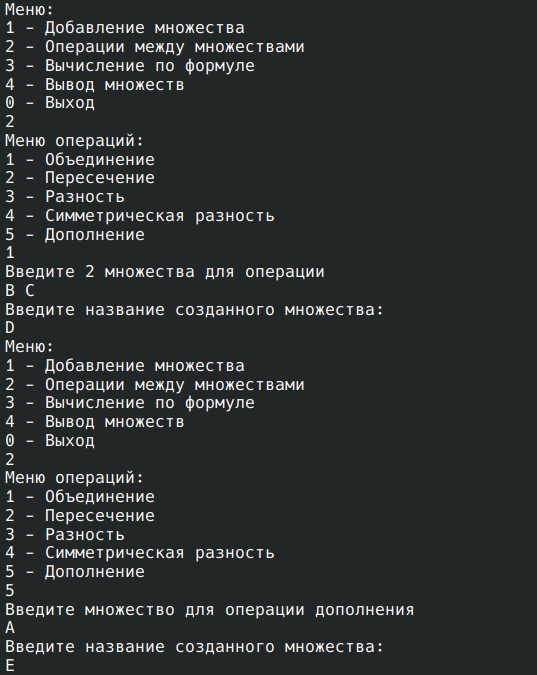 Меню:
1 - Добавление множества
2 - Операции между множествами
3 - Вычисление по формуле
4 - Вывод множеств
0 - Выход
2
Меню операций:
1 - Объединение
2 - Пересечение
3 - Разность
4 - Симметрическая разность
5 - Дополнение
1
Введите 2 множества для операции
B C
Введите название созданного множества:
D
Меню:
1 - Добавление множества
2 - Операции между множествами
3 - Вычисление по формуле
4 - Вывод множеств
0 - Выход
2
Меню операций:
1 - Объединение
2 - Пересечение
3 - Разность
4 - Симметрическая разность
5 - Дополнение
5
Введите множество для операции дополнения
A
Введите название созданного множества:
E